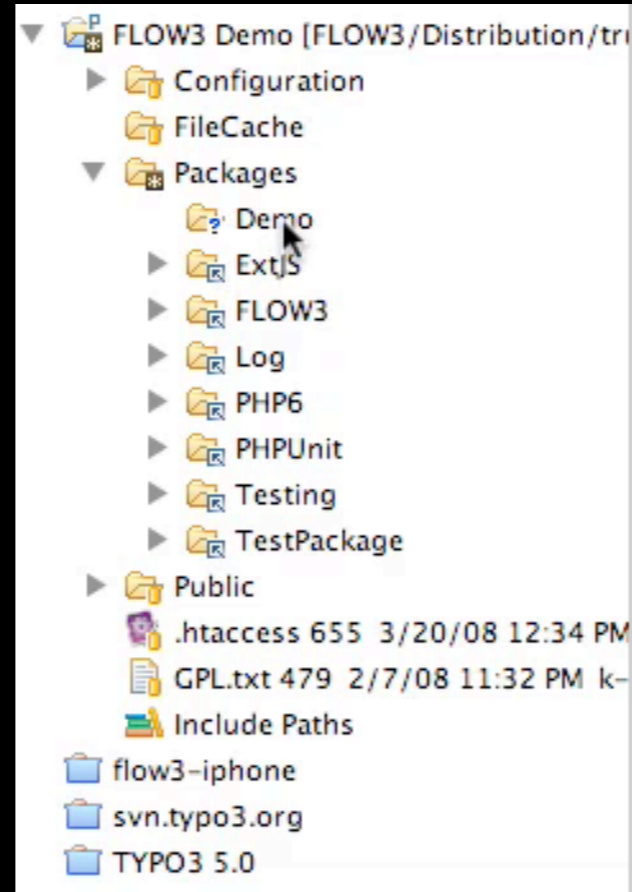 FLOW3 Demo [FLOW3/Distribution/tr
Configuration
FileCache
Packages
Demo
ExtJS
FLOW3
Log
PHP6
PHPUnit
Testing
TestPackage
Public
.htaccess 655 3/20/08 12:34 PM
GPL.txt 479 2/7/08 11:32 PM k-
Include Paths
flow3-iphone
svn.typo3.org
TYPO3 5.0